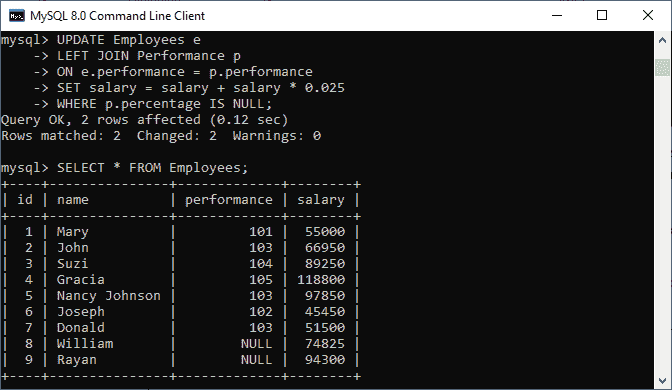 MySQL 8.0 Command Line Client
mysql> UPDATE Employees e
    -> LEFT JOIN Performance p
    -> ON e.performance = p.performance
    -> SET salary = salary + salary * 0.025
    -> WHERE p.percentage IS NULL;
Query OK, 2 rows affected (0.12 sec)
Rows matched: 2  Changed: 2  Warnings: 0
mysql> SELECT * FROM Employees;
+----+---------------+-------------+--------+
| id | name          | performance | salary |
+----+---------------+-------------+--------+
|  1 | Mary          |         101 |  55000 |
|  2 | John          |         103 |  66950 |
|  3 | Suzi          |         104 |  89250 |
|  4 | Gracia        |         105 | 118800 |
|  5 | Nancy Johnson |         103 |  97850 |
|  6 | Joseph        |         102 |  45450 |
|  7 | Donald        |         103 |  51500 |
|  8 | William       |        NULL |  74825 |
|  9 | Rayan         |        NULL |  94300 |
+----+---------------+-------------+--------+